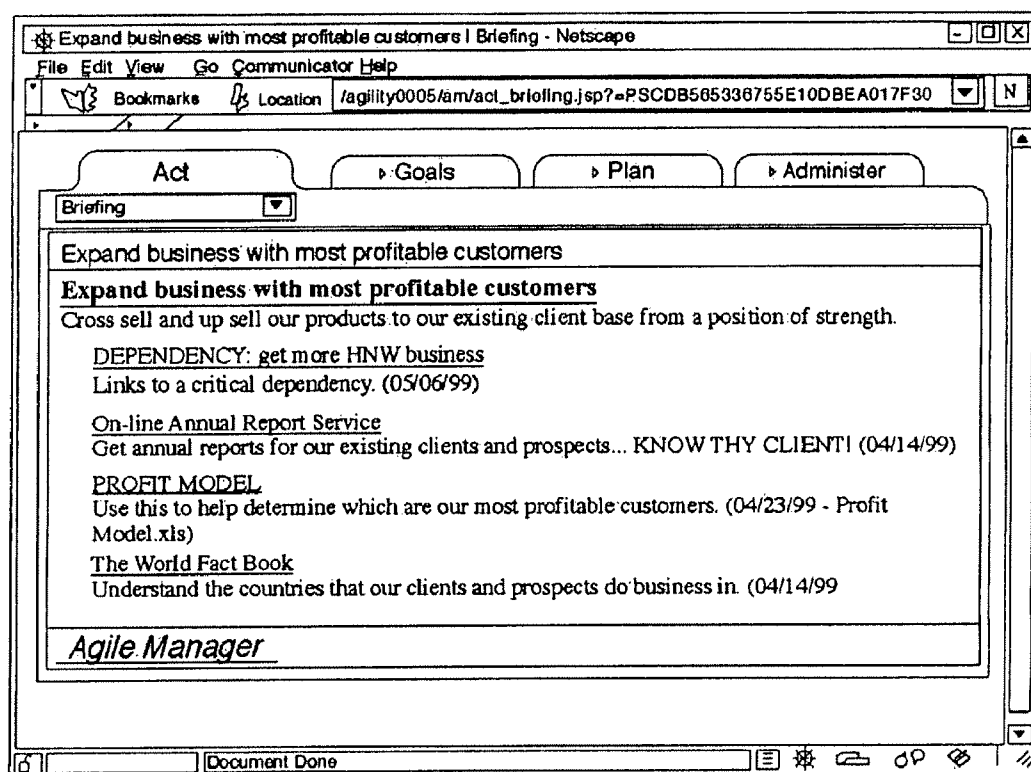 Expand business with most profitable customers | Briefing - Netscape
File Edit View Go Communicator Help
Bookmarks Location /agility0005/am/act_briefing.jsp?=PSCDB565336755E10DBEA017F30 N
Act Goals Plan Administer
Briefing
Expand business with most profitable customers
Expand business with most profitable customers
Cross sell and up sell our products to our existing client base from a position of strength.
DEPENDENCY: get more HNW business
Links to a critical dependency. (05/06/99)
On-line Annual Report Service
Get annual reports for our existing clients and prospects... KNOW THY CLIENT! (04/14/99)
PROFIT MODEL
Use this to help determine which are our most profitable customers. (04/23/99 - Profit
Model.xls)
The World Fact Book
Understand the countries that our clients and prospects do business in. (04/14/99
Agile Manager
Document Done